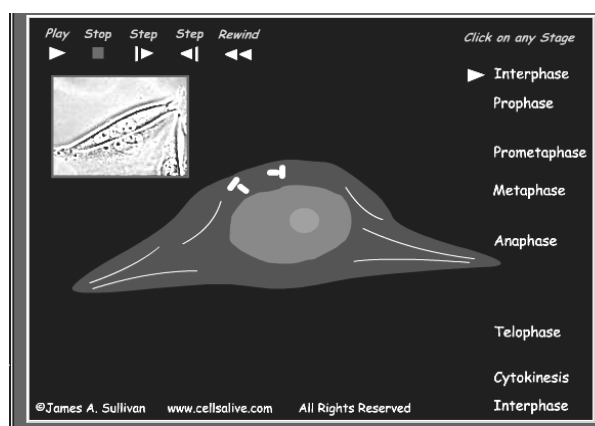 Play Stop Step Step Rewind
Click on any Stage
Interphase
Prophase
Prometaphase
Metaphase
Anaphase
Telophase
Cytokinesis
Interphase
©James A. Sullivan www.cellsalive.com All Rights Reserved